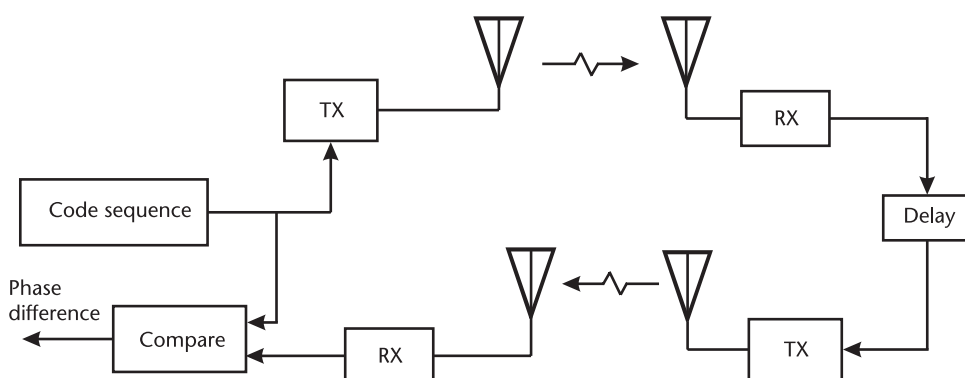 TX
RX
Code sequence
Delay
Phase
difference
Compare
RX
TX